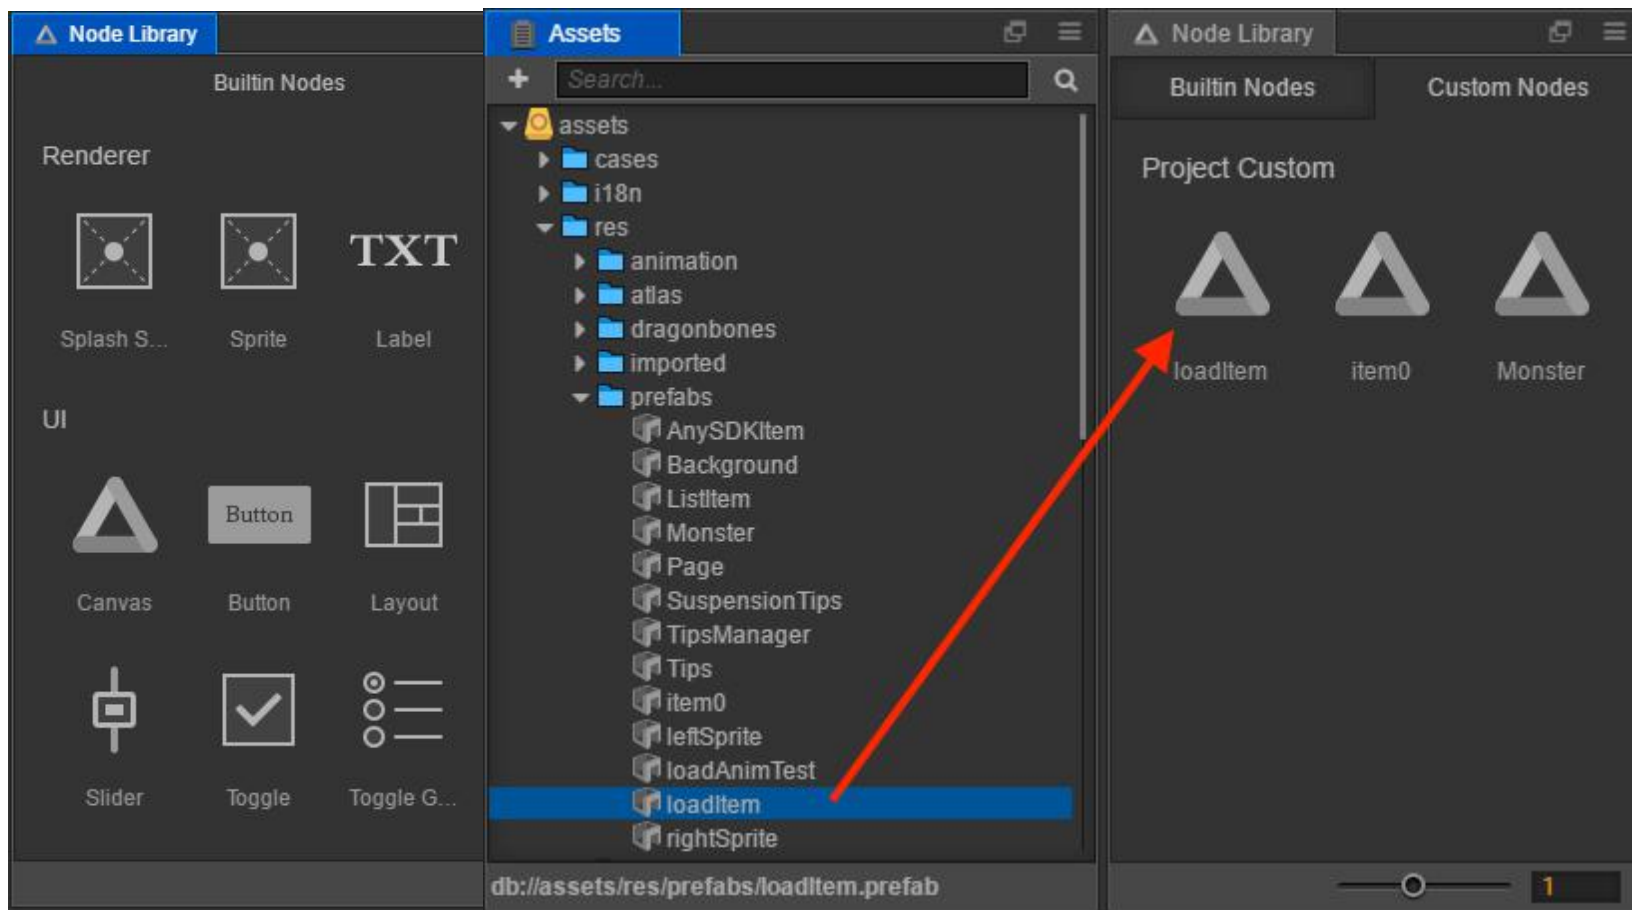 Node Library
Builtin Nodes
Renderer
Splash S...
Sprite
TXT
Label
UI
Canvas
Button
Button
Layout
Slider
Toggle
Toggle G...
Assets
Search...
assets
cases
i18n
res
animation
atlas
dragonbones
imported
prefabs
AnySDKItem
Background
ListItem
Monster
Page
SuspensionTips
TipsManager
Tips
item0
leftSprite
loadAnimTest
loadItem
rightSprite
db://assets/res/prefabs/loadItem.prefab
Node Library
Builtin Nodes
Custom Nodes
Project Custom
loadItem
item0
Monster
1